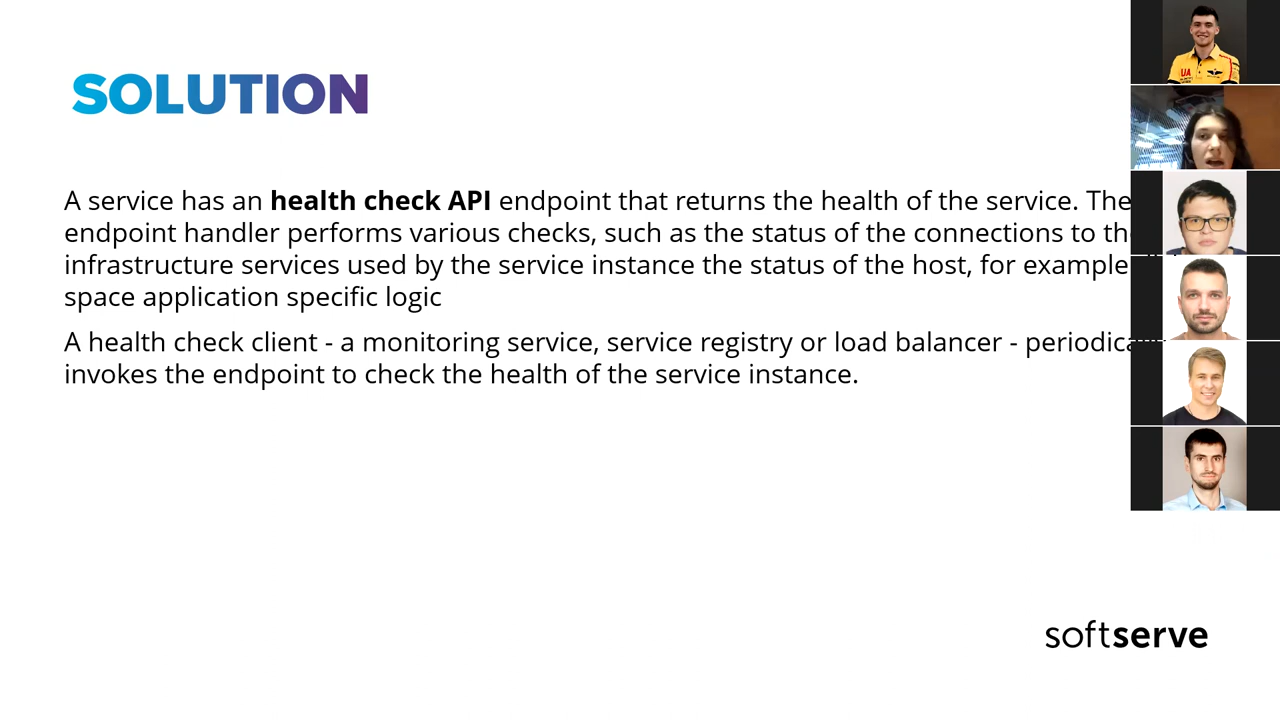 SOLUTION
A service has an health check API endpoint that returns the health of the service. The
endpoint handler performs various checks, such as the status of the connections to the
infrastructure services used by the service instance the status of the host, for example
space application specific logic
A health check client - a monitoring service, service registry or load balancer - periodically
invokes the endpoint to check the health of the service instance.
UA
softserve